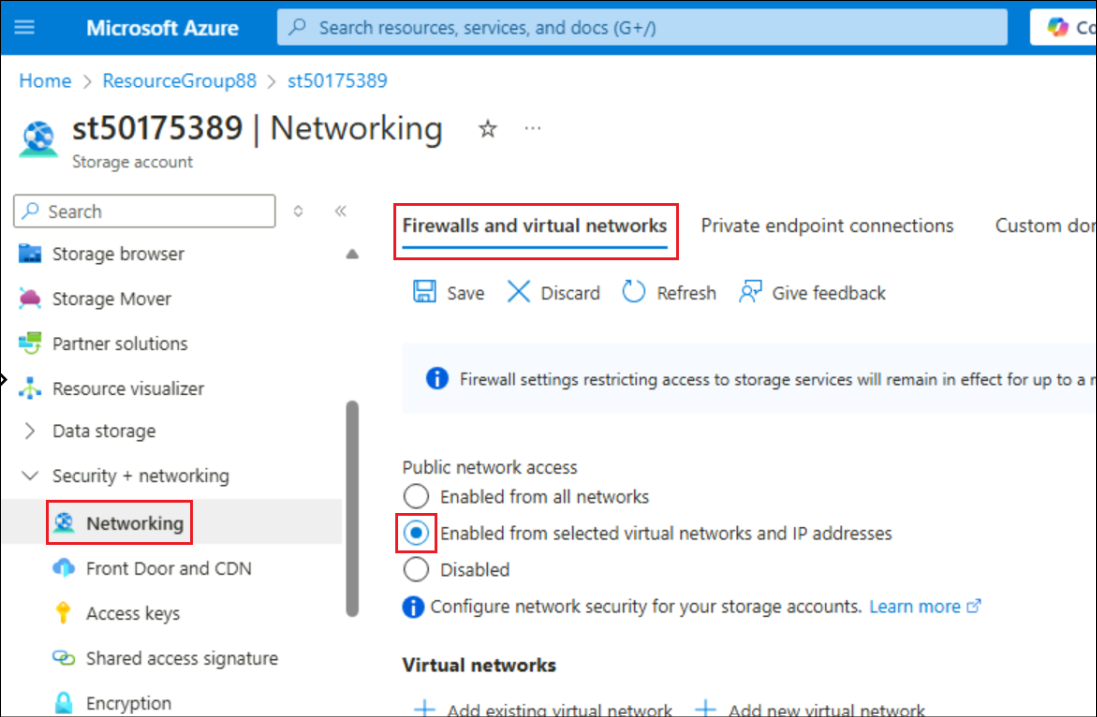 Microsoft Azure
Search resources, services, and docs (G+/)
Co
Home > ResourceGroup88 > st50175389
st50175389 | Networking
Storage account
Search
Storage browser
Storage Mover
Partner solutions
Resource visualizer
Data storage
Security + networking
Networking
Front Door and CDN
Access keys
Shared access signature
Encryption
Firewalls and virtual networks
Private endpoint connections
Custom dor
Save
Discard
Refresh
Give feedback
Firewall settings restricting access to storage services will remain in effect for up to a
Public network access
Enabled from all networks
Enabled from selected virtual networks and IP addresses
Disabled
Configure network security for your storage accounts. Learn more
Virtual networks
Add existing virtual network
Add new virtual network